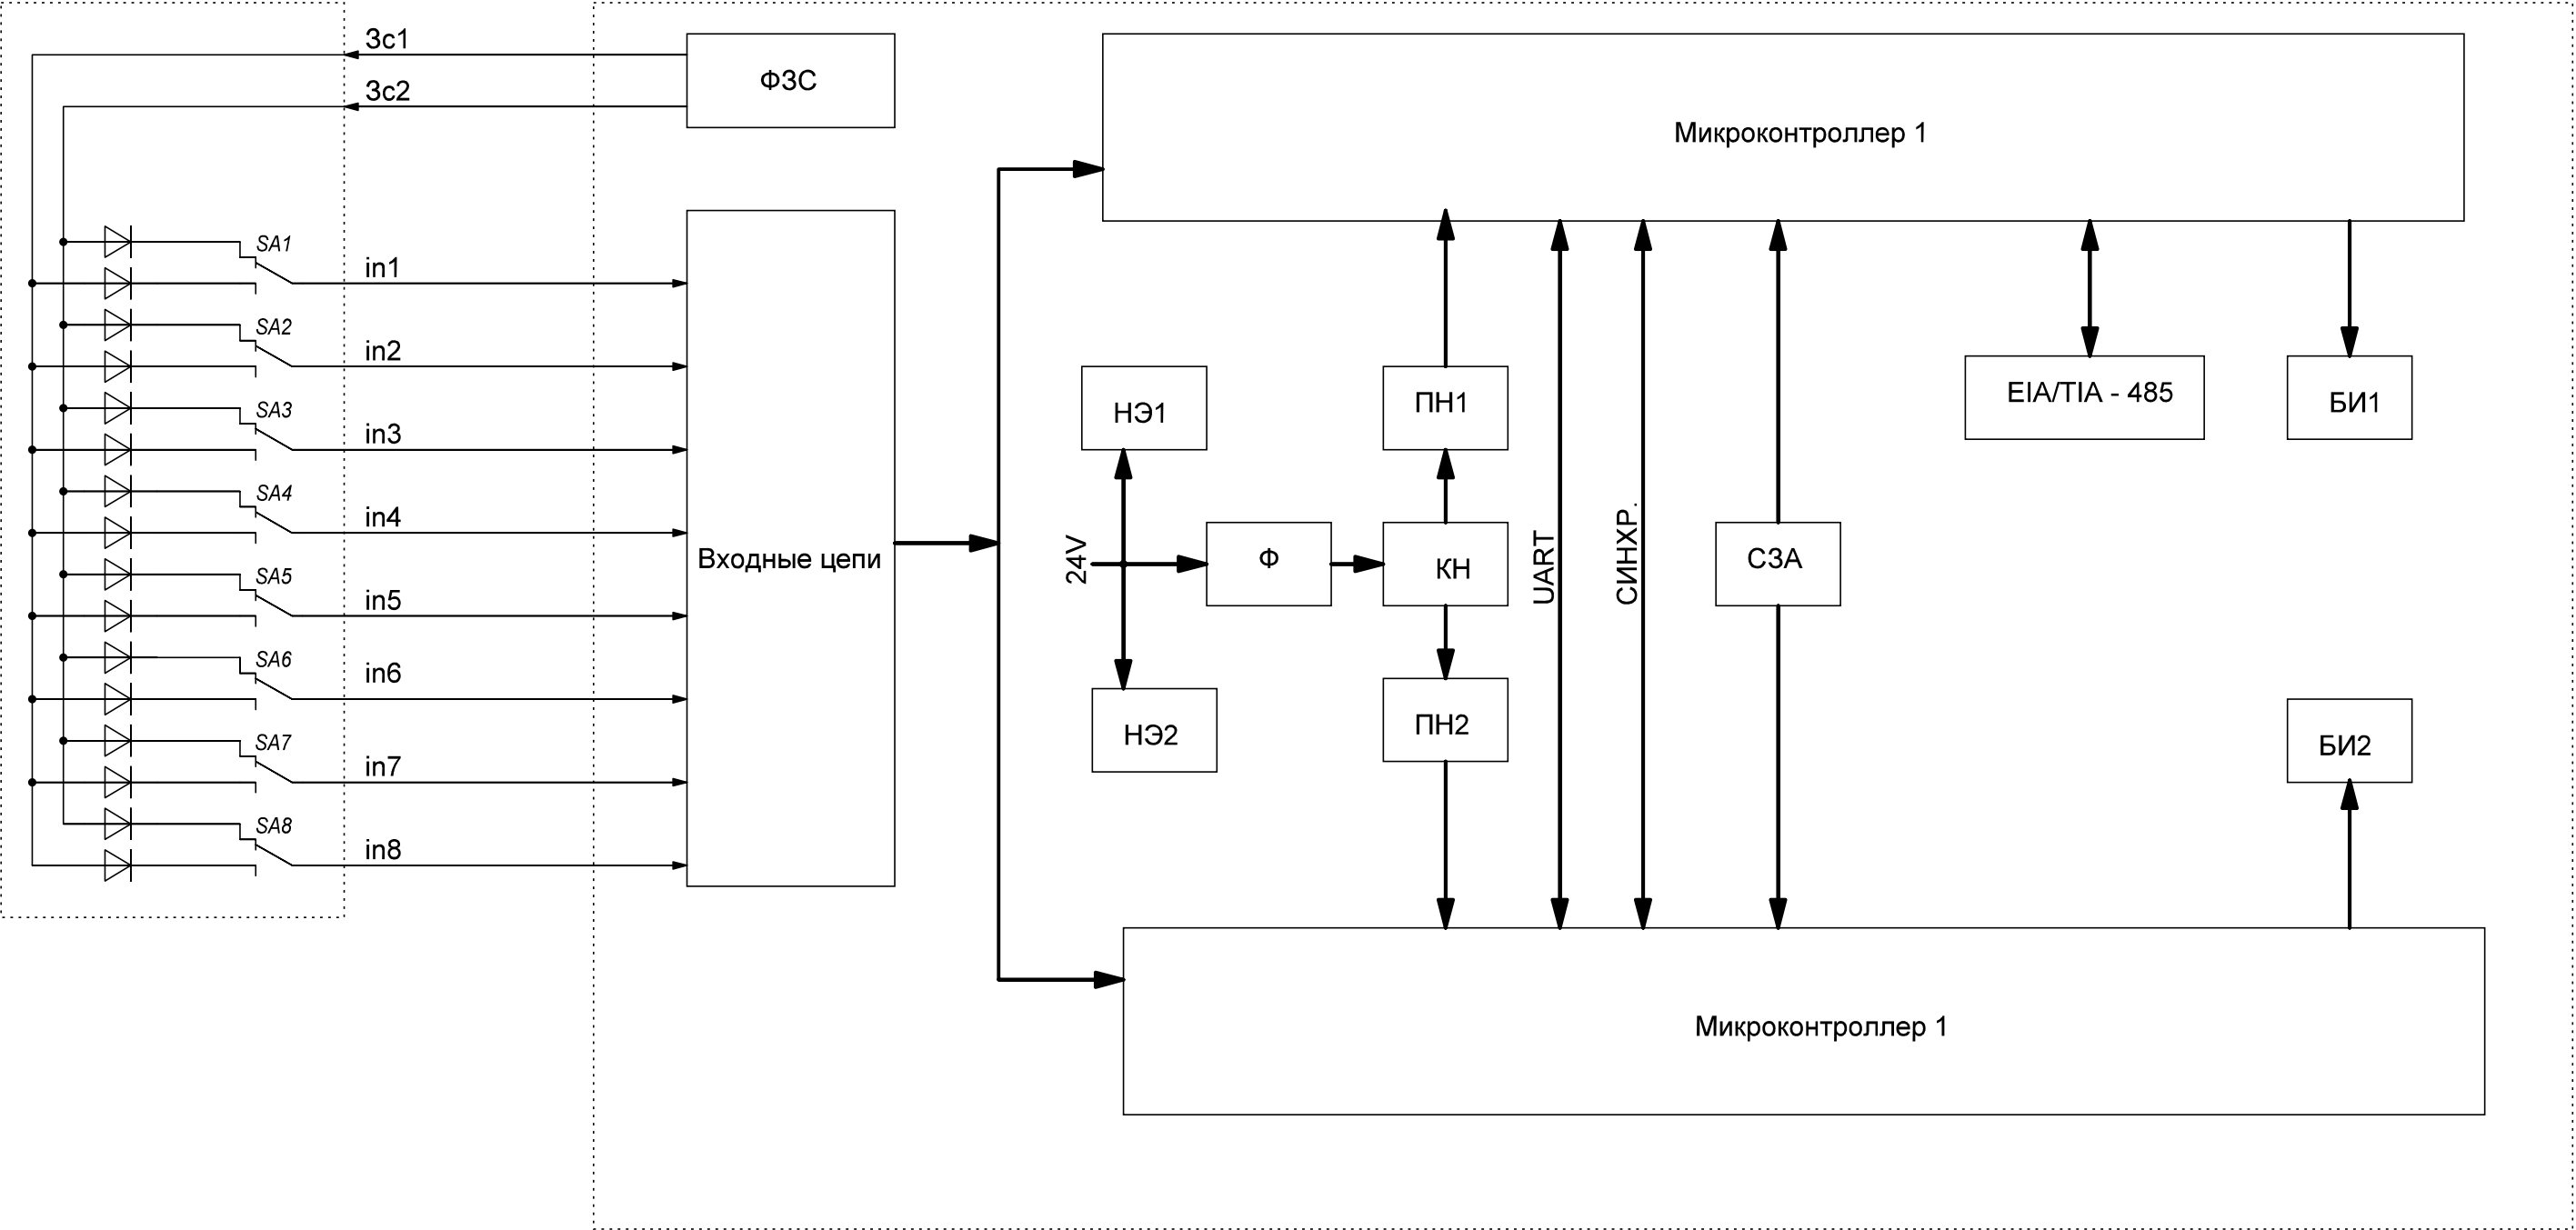 Зс1
ФЗС
Зс2
Микроконтроллер 1
SA1
in1
SA2
in2
SA3
in3
SA4
in4
SA5
in5
SA6
in6
SA7
in7
SA8
in8
Входные цепи
НЭ1
ПН1
EIA/TIA - 485
БИ1
24V
Ф
КН
UART
СИНХР.
СЗА
НЭ2
ПН2
БИ2
Микроконтроллер 1